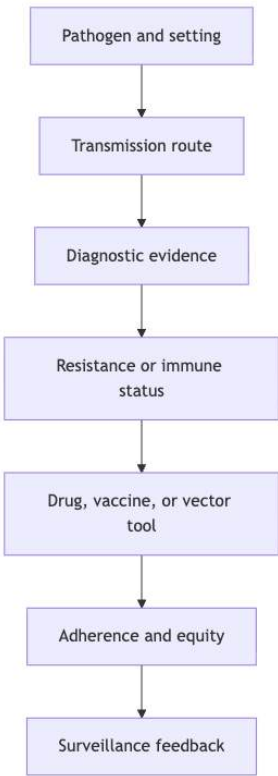 Pathogen and setting
Transmission route
Diagnostic evidence
Resistance or immune
status
Drug, vaccine, or vector
tool
Adherence and equity
Surveillance feedback